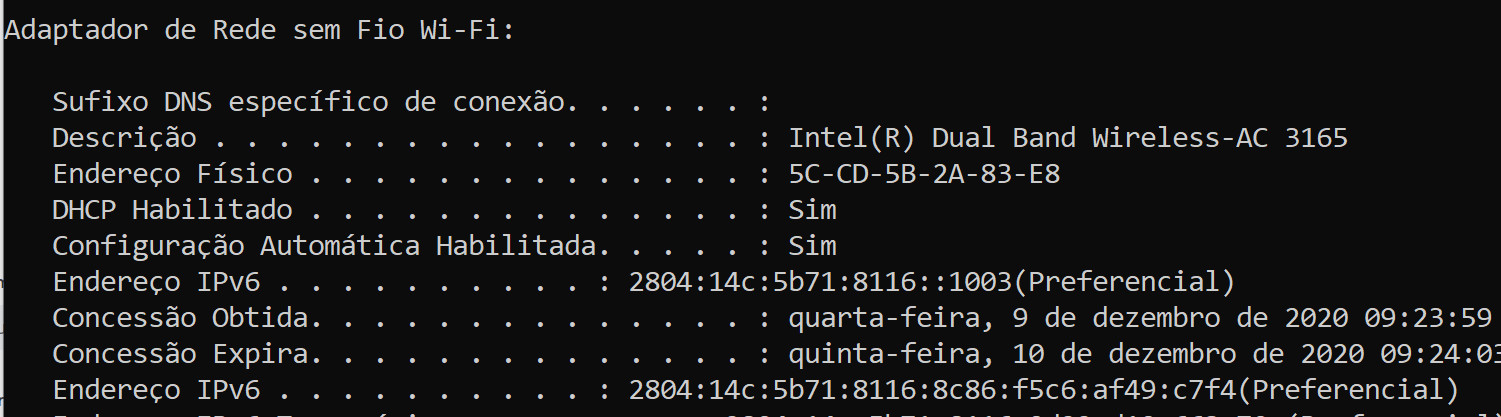 Adaptador de Rede sem Fio Wi-Fi:
Sufixo DNS específico de conexão. . . . . . :
Descrição . . . . . . . . . . . . . . . . . . : Intel(R) Dual Band Wireless-AC 3165
Endereço Físico . . . . . . . . . . . . . . : 5C-CD-5B-2A-83-E8
DHCP Habilitado . . . . . . . . . . . . . . : Sim
Configuração Automática Habilitada. . . . . : Sim
Endereço IPv6 . . . . . . . . . . : 2804:14c:5b71:8116::1003(Preferencial)
Concessão Obtida. . . . . . . . . . . . . . : quarta-feira, 9 de dezembro de 2020 09:23:59
Concessão Expira. . . . . . . . . . . . . . : quinta-feira, 10 de dezembro de 2020 09:24:03
Endereço IPv6 . . . . . . . . . . : 2804:14c:5b71:8116:8c86:f5c6:af49:c7f4(Preferencial)